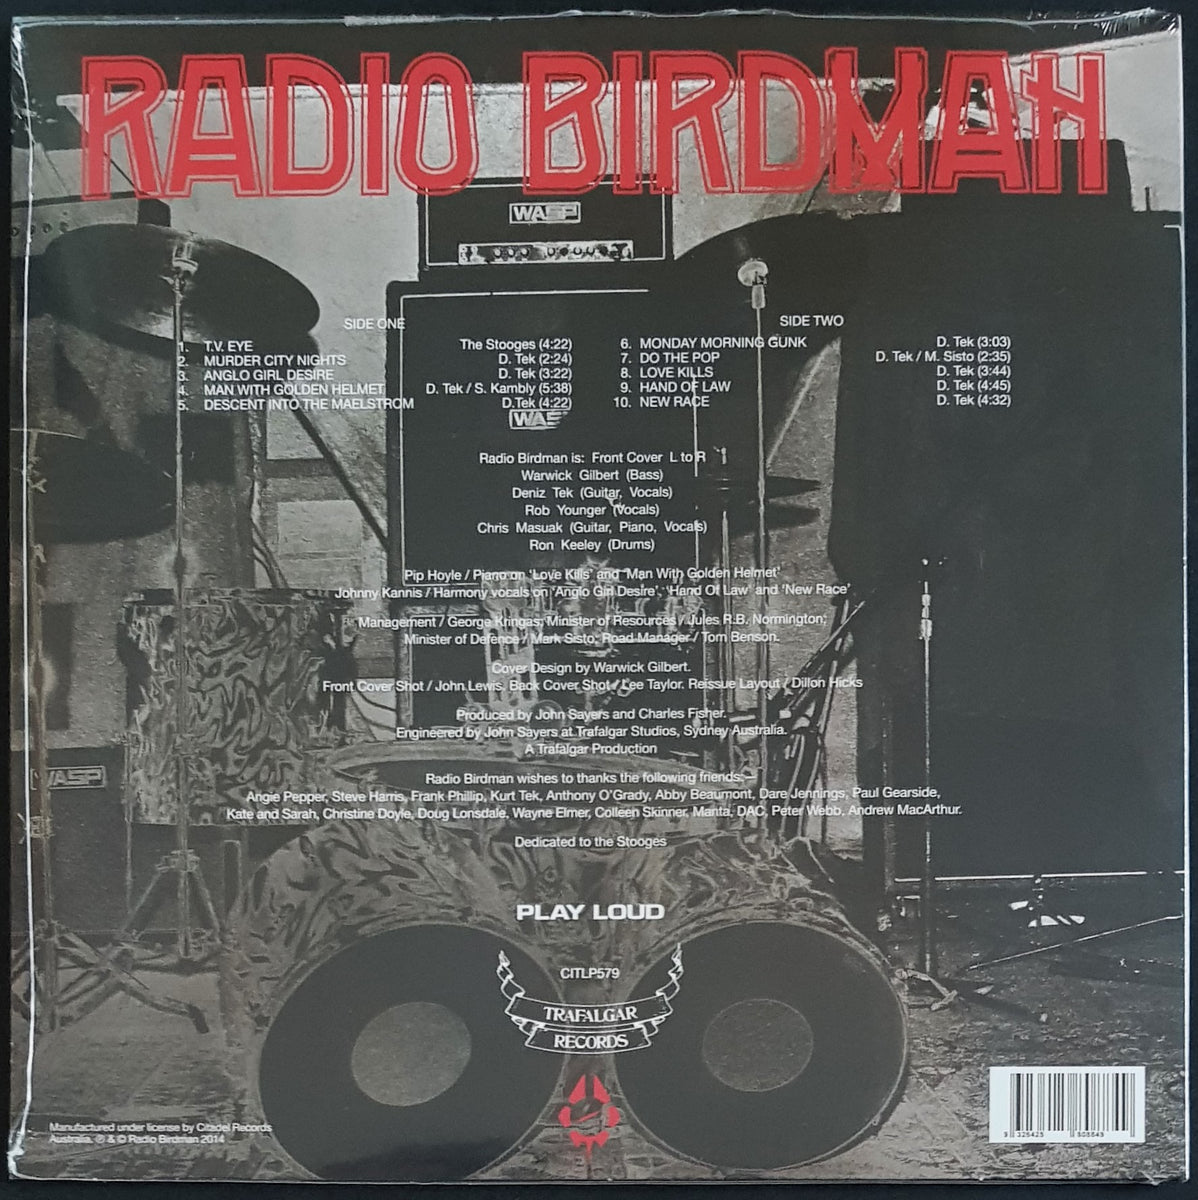 RADIO BIRDMAN
WASP
SIDE ONE
1. T.V. EYE The Stooges (4:22)
2. MURDER CITY NIGHTS D. Tek (2:24)
3. ANGLO GIRL DESIRE D. Tek (3:22)
4. MAN WITH GOLDEN HELMET D. Tek / S. Kambly (5:38)
5. DESCENT INTO THE MAELSTROM D.Tek (4:22)
SIDE TWO
6. MONDAY MORNING GUNK D. Tek (3:03)
7. DO THE POP D. Tek / M. Sisto (2:35)
8. LOVE KILLS D. Tek (3:44)
9. HAND OF LAW D. Tek (4:45)
10. NEW RACE D. Tek (4:32)
WASP
Radio Birdman is: Front Cover L to R
Warwick Gilbert (Bass)
Deniz Tek (Guitar, Vocals)
Rob Younger (Vocals)
Chris Masuak (Guitar, Piano, Vocals)
Ron Keeley (Drums)
Pip Hoyle / Piano on 'Love Kills' and 'Man With Golden Helmet'
Johnny Kannis / Harmony vocals on 'Anglo Girl Desire', 'Hand Of Law' and 'New Race'
Management / George Kringas; Minister of Resources / Jules R.B. Normington;
Minister of Defence / Mark Sisto; Road Manager / Tom Benson.
Cover Design by Warwick Gilbert.
Front Cover Shot / John Lewis. Back Cover Shot / Lee Taylor. Reissue Layout / Dillon Hicks
Produced by John Sayers and Charles Fisher.
Engineered by John Sayers at Trafalgar Studios, Sydney Australia.
A Trafalgar Production
WASP
Radio Birdman wishes to thanks the following friends:—
Angie Pepper, Steve Harris, Frank Phillip, Kurt Tek, Anthony O'Grady, Abby Beaumont, Dare Jennings, Paul Gearside,
Kate and Sarah, Christine Doyle, Doug Lonsdale, Wayne Elmer, Colleen Skinner, Manta, DAC, Peter Webb, Andrew MacArthur.
Dedicated to the Stooges
PLAY LOUD
CITLP579
TRAFALGAR
RECORDS
Manufactured under license by Citadel Records
Australia. ℗ & © Radio Birdman 2014